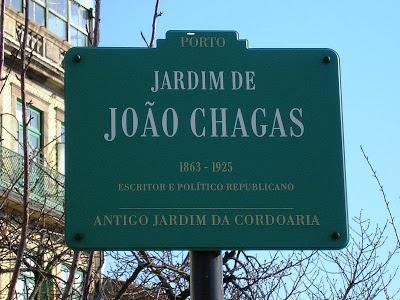 PORTO
JARDIM DE
JOÃO CHAGAS
1863 - 1925
ESCRITOR E POLÍTICO REPUBLICANO
ANTIGO JARDIM DA CORDOARIA